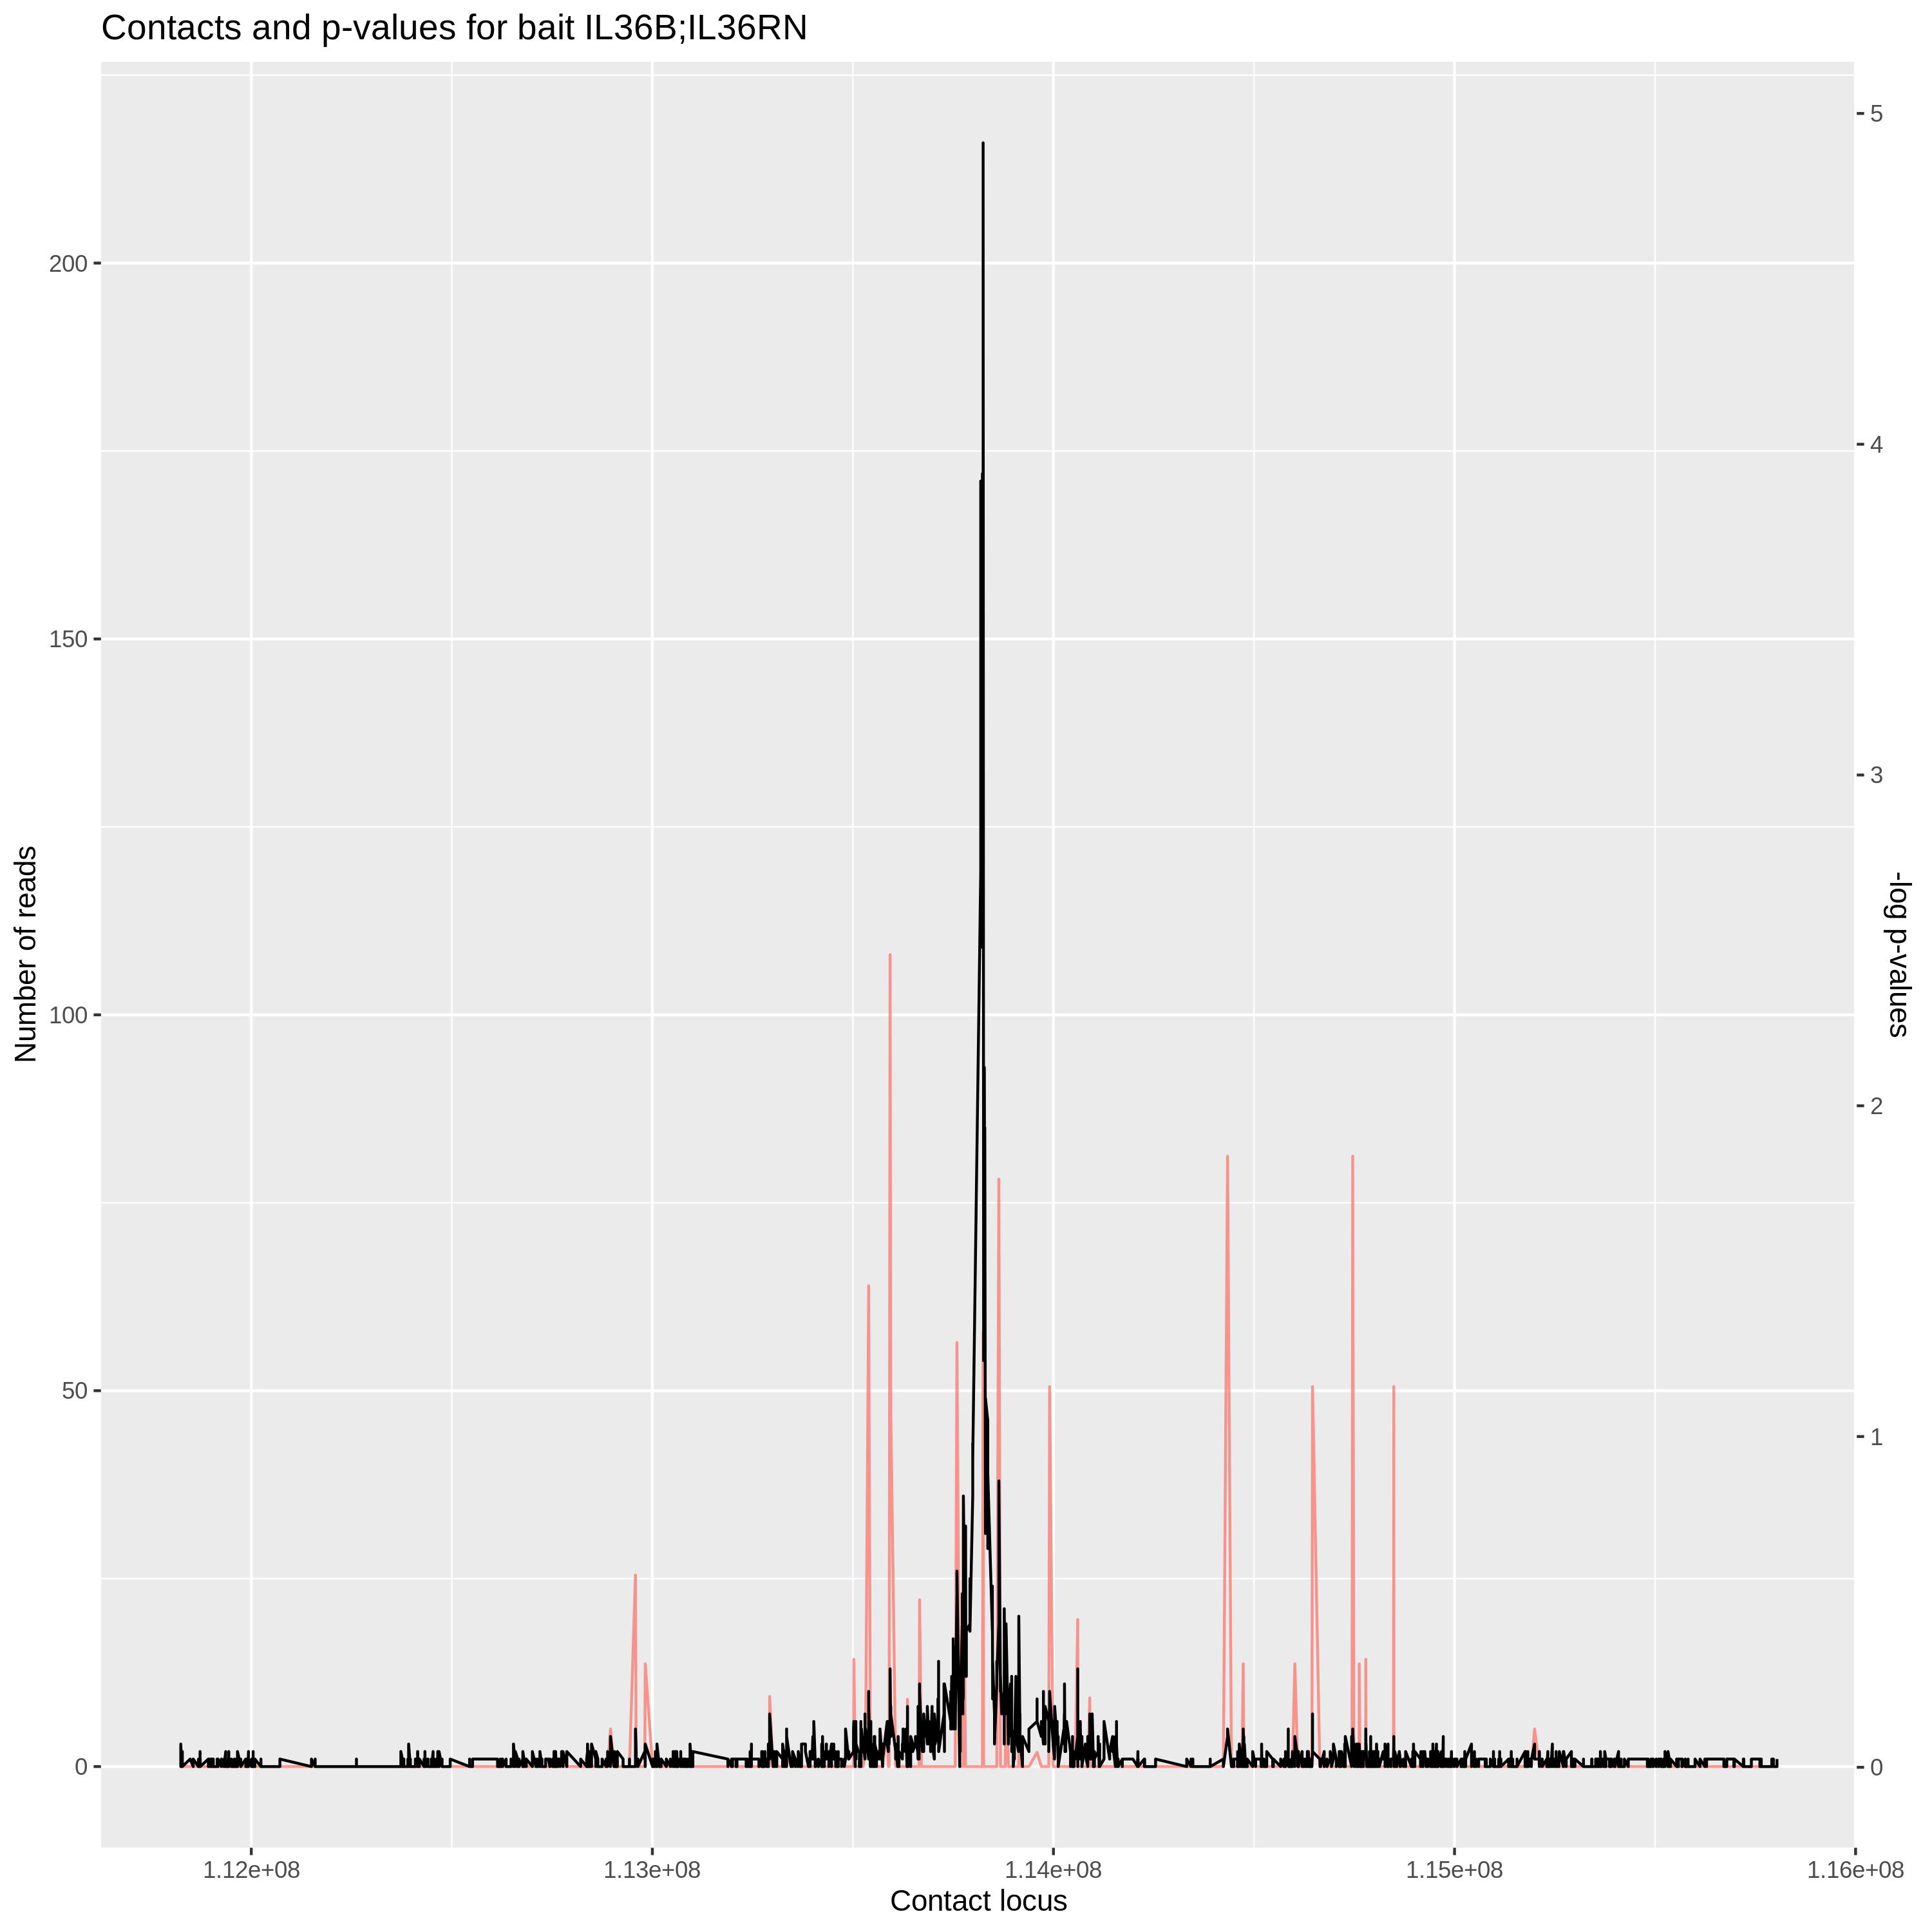 Contacts and p-values for bait IL36B;IL36RN
Number of reads
200
150
100
50
0
5
4
3
2
1
0
-log p-values
1.12e+08
1.13e+08
1.14e+08
1.15e+08
1.16e+08
Contact locus